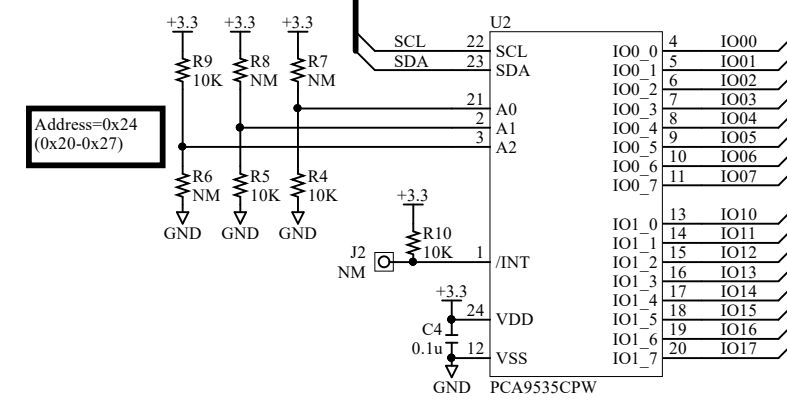 +3.3
+3.3
+3.3
U2
R9
10K
R8
NM
R7
NM
SCL
22
SCL
SDA
23
SDA
21
A0
2
A1
3
A2
Address=0x24
(0x20-0x27)
R6
NM
R5
10K
R4
10K
GND
GND
GND
+3.3
R10
10K
J2
NM
1
/INT
+3.3
24
VDD
C4
0.1u
12
VSS
GND
PCA9535CPW
IO0_0
4
IO00
IO0_1
5
IO01
IO0_2
6
IO02
IO0_3
7
IO03
IO0_4
8
IO04
IO0_5
9
IO05
IO0_6
10
IO06
IO0_7
11
IO07
IO1_0
13
IO10
IO1_1
14
IO11
IO1_2
15
IO12
IO1_3
16
IO13
IO1_4
17
IO14
IO1_5
18
IO15
IO1_6
19
IO16
IO1_7
20
IO17